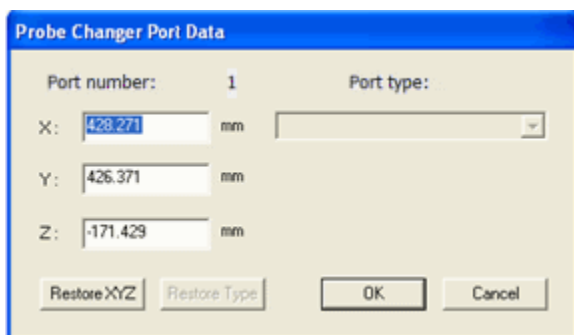 Probe Changer Port Data
Port number: 1 Port type:
X: 428.271 mm
Y: 426.371 mm
Z: -171.429 mm
Restore XYZ Restore Type OK Cancel